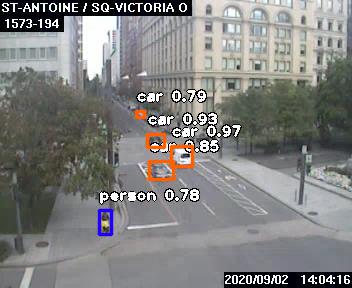 ST-ANTOINE / SQ-VICTORIA O
1573-194
car 0.79
car 0.93
car 0.97
car 0.85
person 0.78
2020/09/02 14:04:16